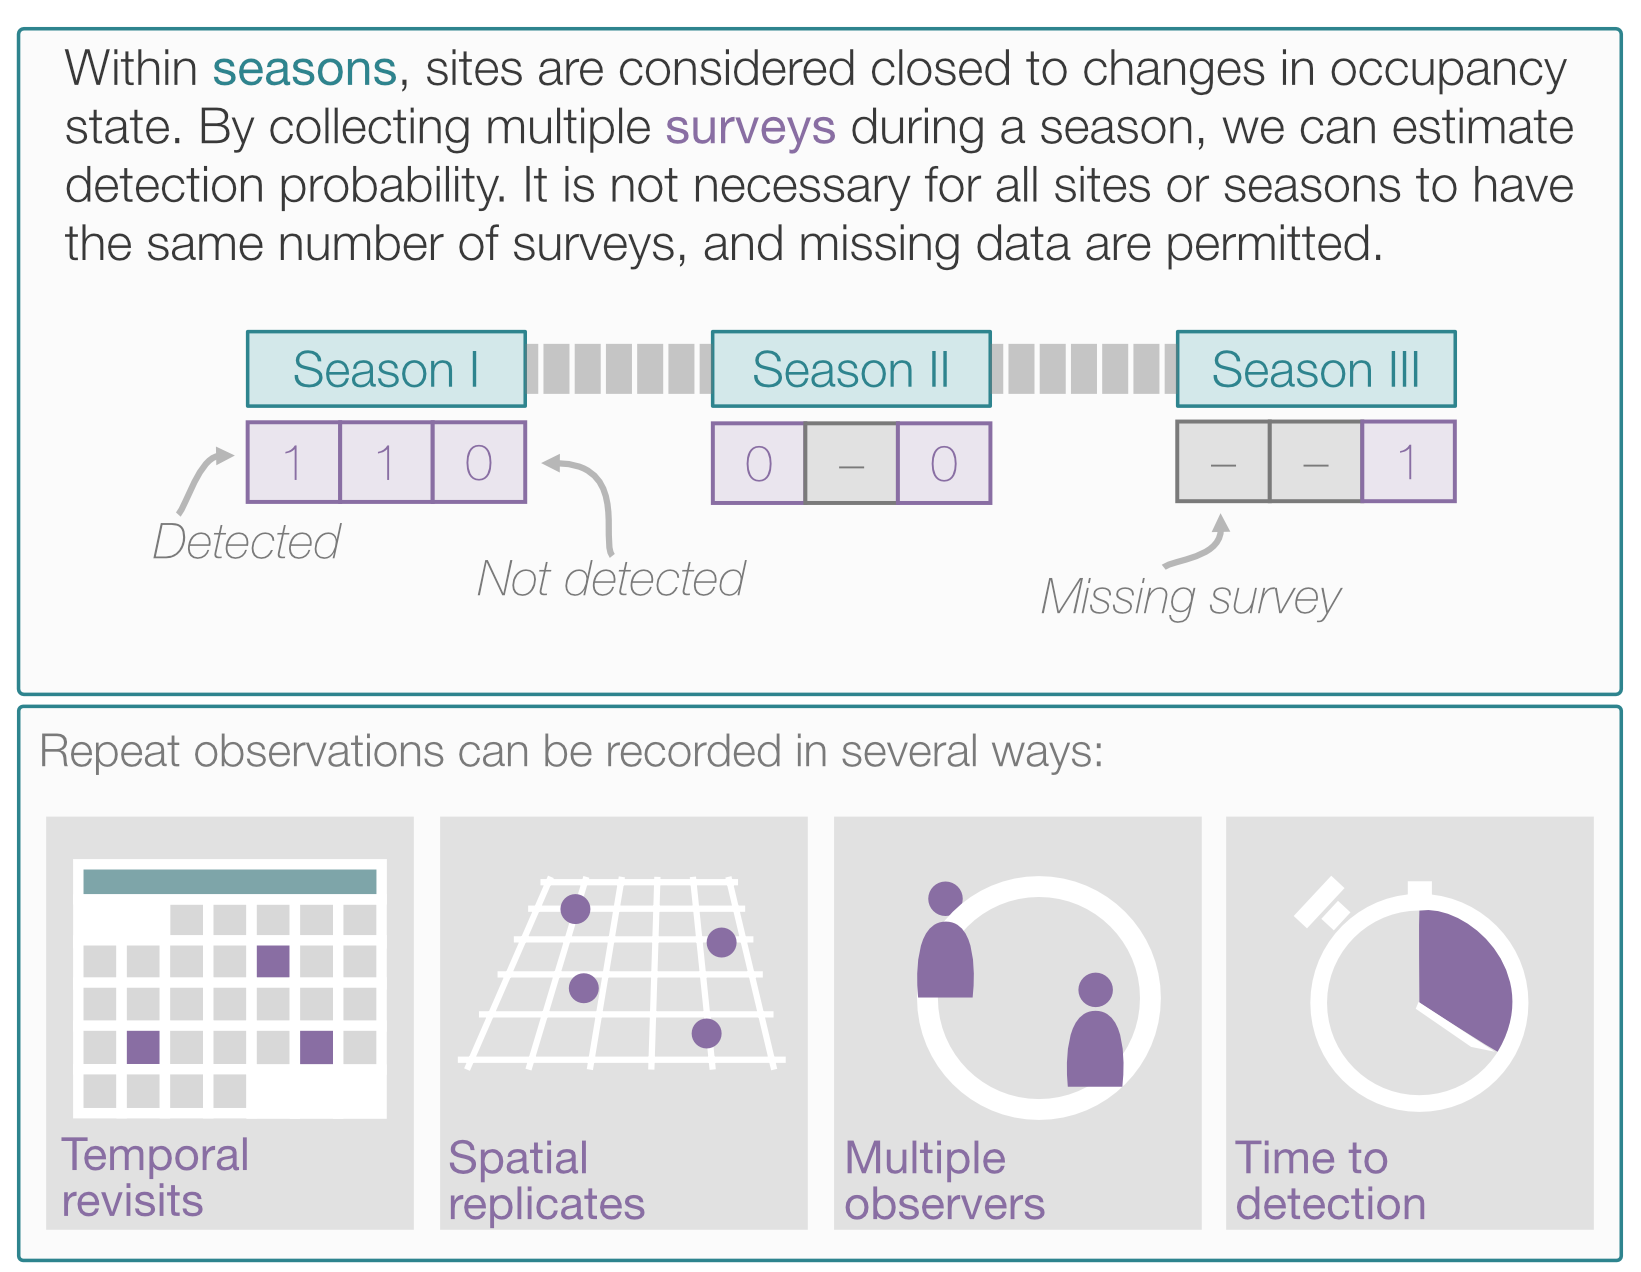 Within seasons, sites are considered closed to changes in occupancy
state. By collecting multiple surveys during a season, we can estimate
detection probability. It is not necessary for all sites or seasons to have
the same number of surveys, and missing data are permitted.
Season I Season II Season III
1 1 0 0 – 0 – – 1
Detected
Not detected
Missing survey
Repeat observations can be recorded in several ways:
Temporal
revisits
Spatial
replicates
Multiple
observers
Time to
detection